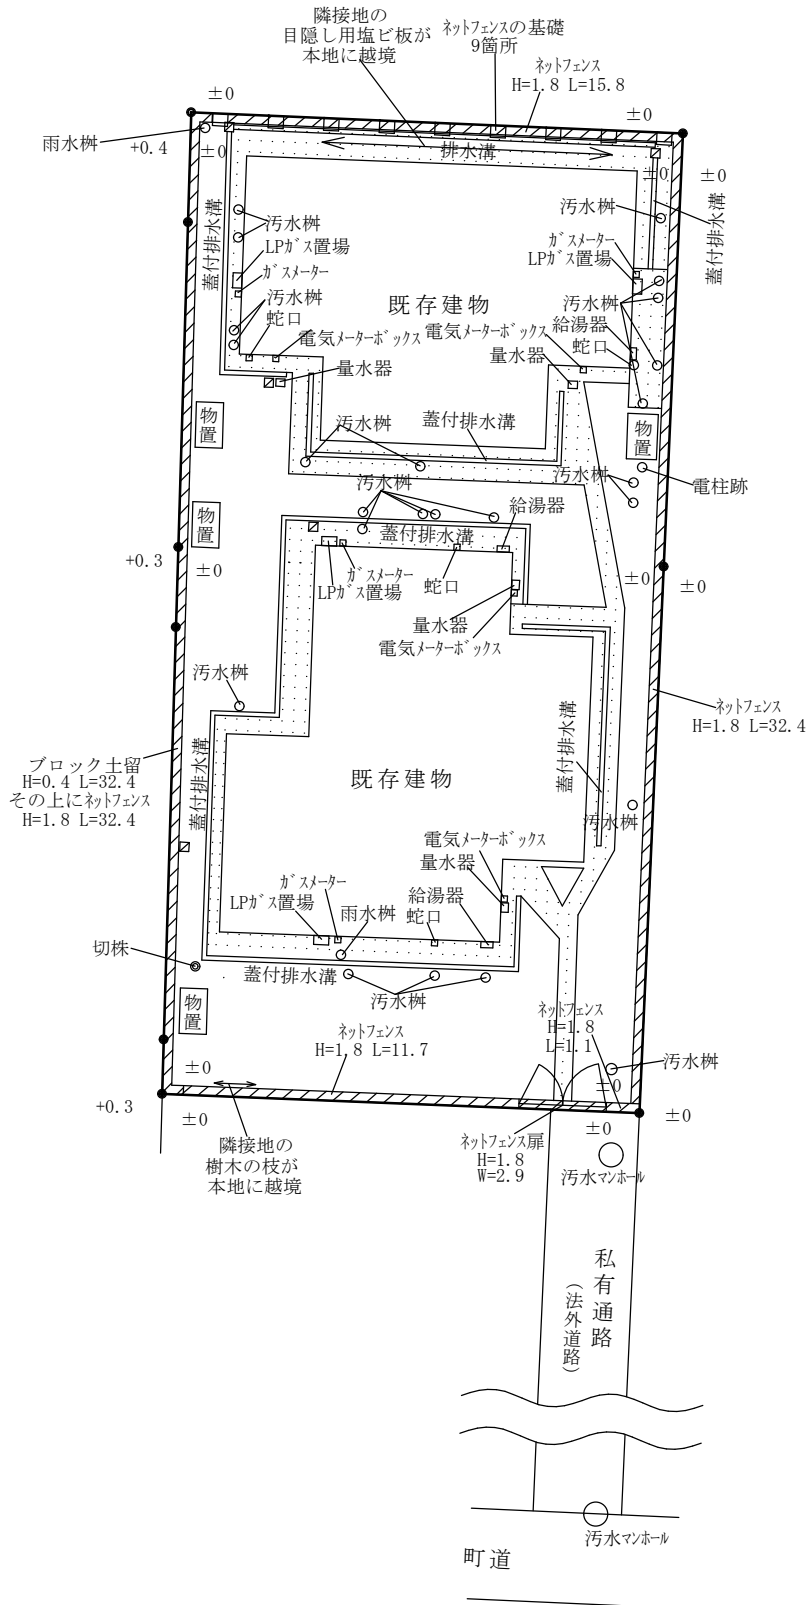 隣接地の
目隠し用塩ビ板が
本地に越境
ネットフェンスの基礎
9箇所
ネットフェンス
H=1.8 L=15.8
±0
±0
雨水桝
+0.4
±0
排水溝
±0
±0
蓋付排水溝
汚水桝
LPガス置場
ガスメーター
汚水桝
蛇口
電気メーターボックス
量水器
既存建物
汚水桝
ガスメーター
LPガス置場
汚水桝
給湯器
電気メーターボックス
蛇口
量水器
蓋付排水溝
物置
汚水桝
蓋付排水溝
物置
汚水桝
電柱跡
汚水桝
物置
給湯器
蓋付排水溝
ガスメーター
LPガス置場
蛇口
量水器
電気メーターボックス
+0.3
±0
±0
±0
汚水桝
ネットフェンス
H=1.8 L=32.4
ブロック土留
H=0.4 L=32.4
その上にネットフェンス
H=1.8 L=32.4
蓋付排水溝
既存建物
蓋付排水溝
汚水桝
電気メーターボックス
量水器
ガスメーター
LPガス置場
雨水桝
給湯器
蛇口
切株
蓋付排水溝
汚水桝
物置
ネットフェンス
H=1.8 L=11.7
ネットフェンス
H=1.8
L=1.1
汚水桝
±0
±0
+0.3
±0
±0
±0
隣接地の
樹木の枝が
本地に越境
ネットフェンス扉
H=1.8
W=2.9
汚水マンホール
私有通路
(法外道路)
汚水マンホール
町道